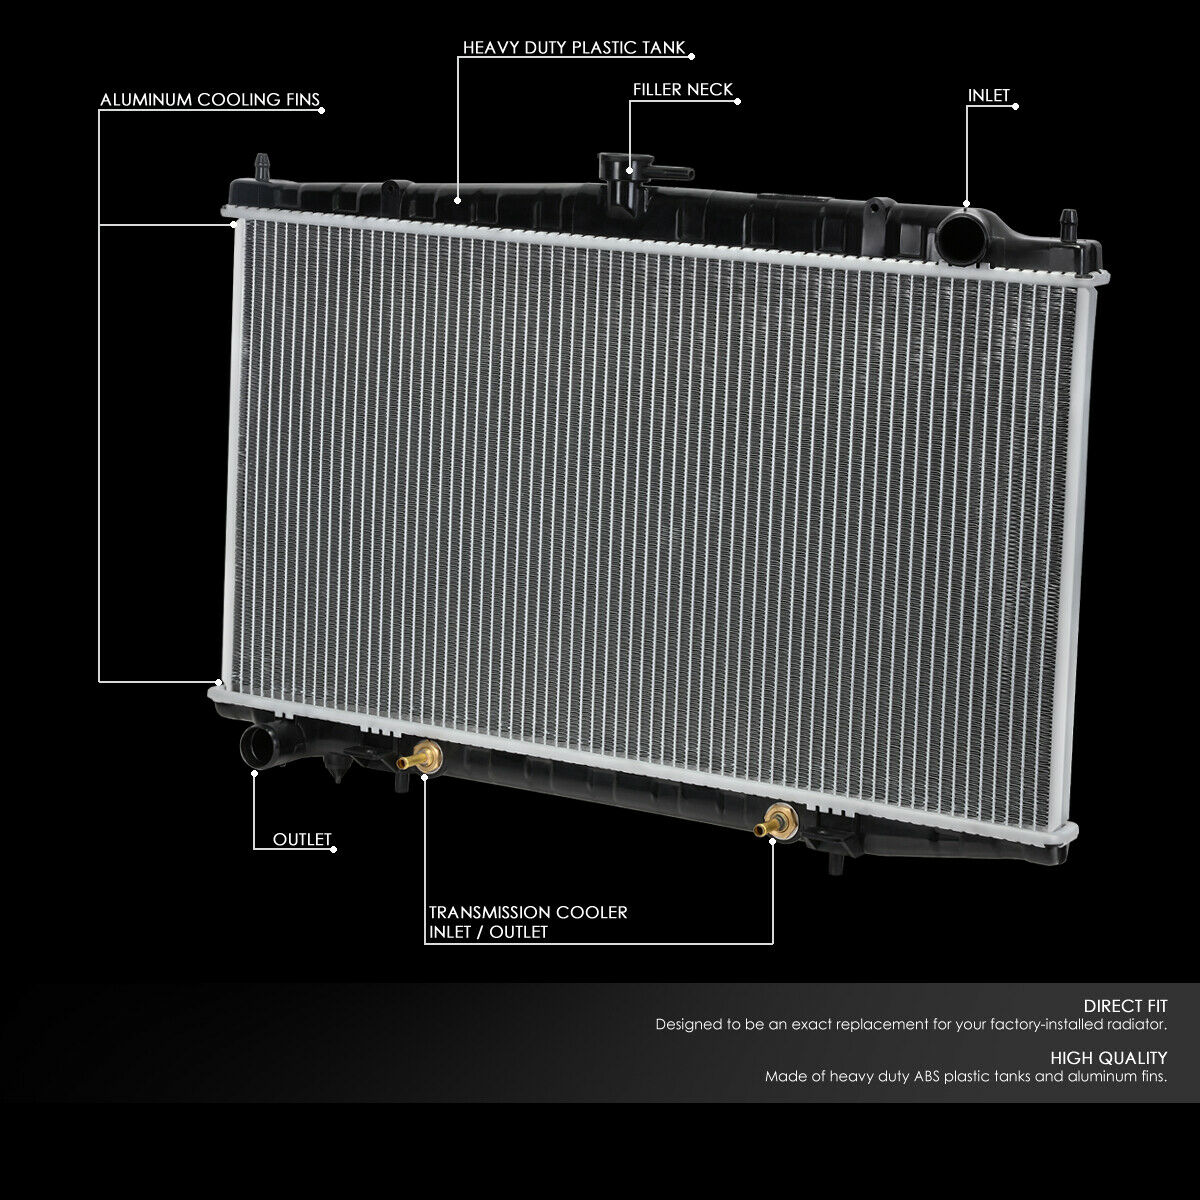 HEAVY DUTY PLASTIC TANK
FILLER NECK
INLET
ALUMINUM COOLING FINS
OUTLET
TRANSMISSION COOLER
INLET / OUTLET
DIRECT FIT
Designed to be an exact replacement for your factory-installed radiator.
HIGH QUALITY
Made of heavy duty ABS plastic tanks and aluminum fins.